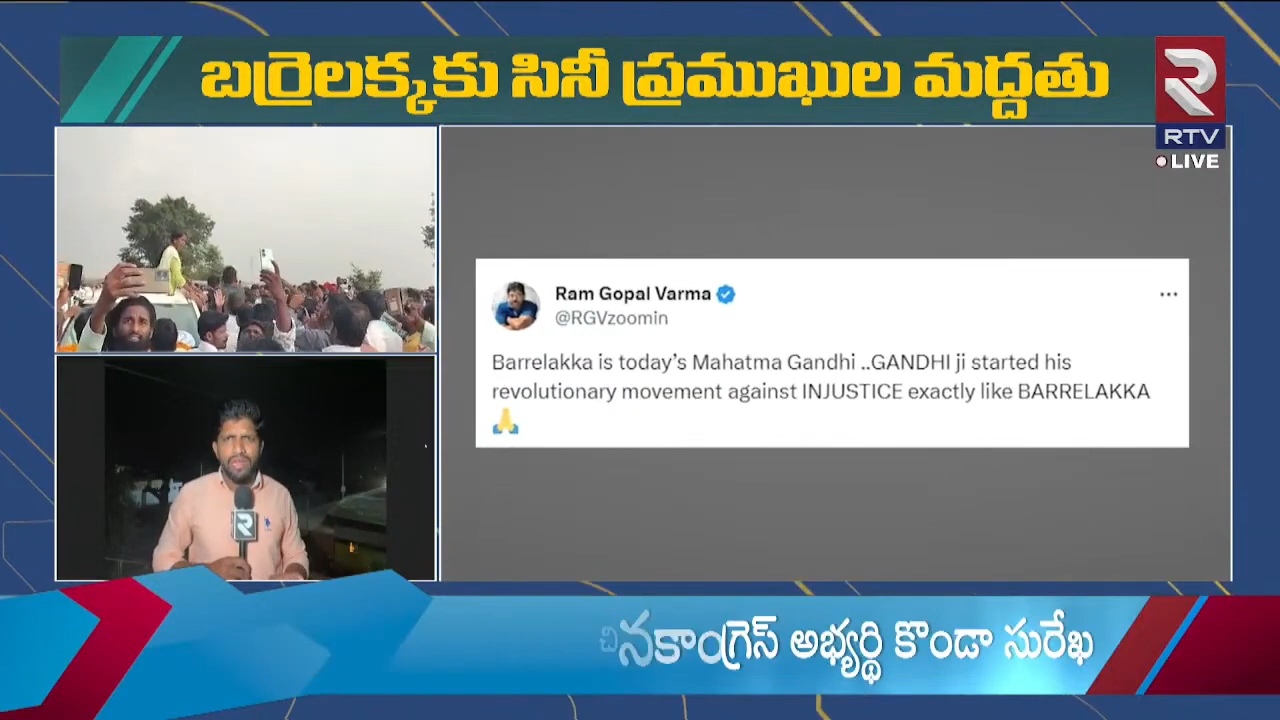 బర్రెలక్కకు సినీ ప్రముఖుల మద్దతు
RTV
LIVE
Ram Gopal Varma
@RGVzoomin
Barrelakka is today's Mahatma Gandhi ..GANDHI ji started his
revolutionary movement against INJUSTICE exactly like BARRELAKKA
🙏
చినకాంగ్రెస్ అభ్యర్థి కొండా సురేఖ